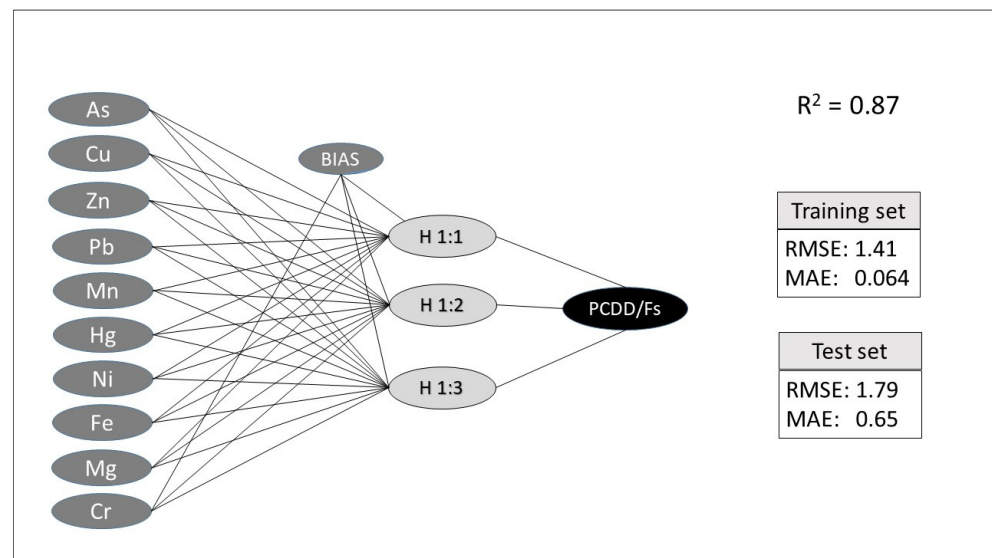 As
Cu
Zn
Pb
Mn
Hg
Ni
Fe
Mg
Cr
BIAS
H 1:1
H 1:2
H 1:3
PCDD/Fs
R² = 0.87
Training set
RMSE: 1.41
MAE: 0.064
Test set
RMSE: 1.79
MAE: 0.65